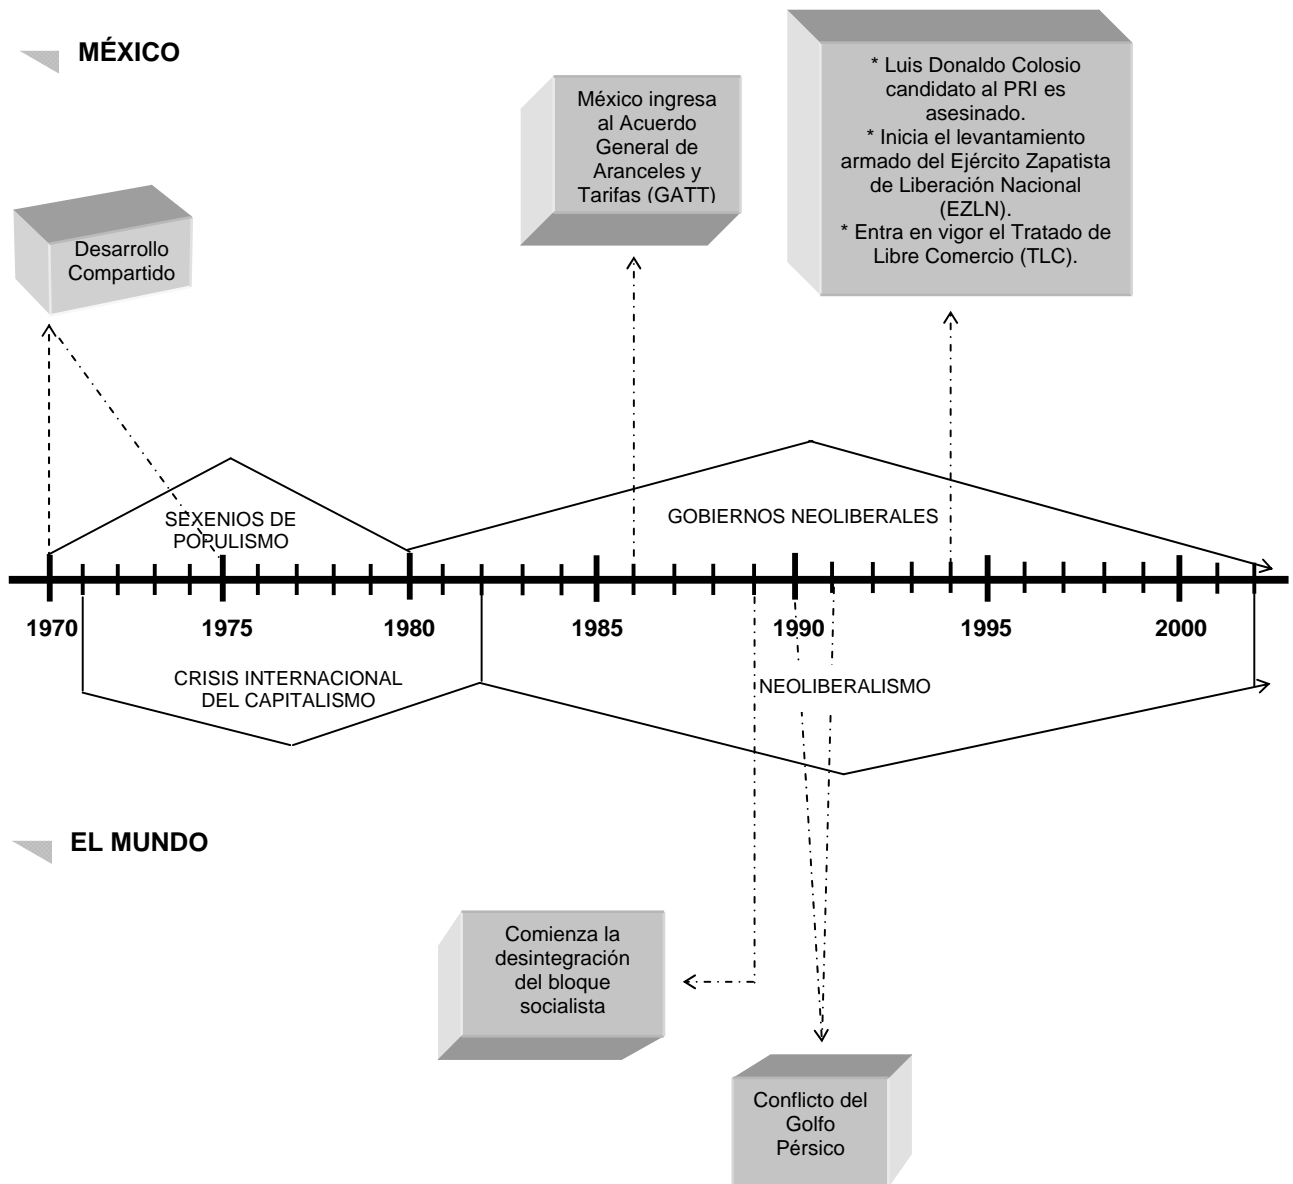 MÉXICO
* Luis Donaldo Colosio
candidato al PRI es
asesinado.
* Inicia el levantamiento
armado del Ejército Zapatista
de Liberación Nacional
(EZLN).
* Entra en vigor el Tratado de
Libre Comercio (TLC).
México ingresa
al Acuerdo
General de
Aranceles y
Tarifas (GATT)
Desarrollo
Compartido
SEXENIOS DE
POPULISMO
GOBIERNOS NEOLIBERALES
1970 1975 1980 1985 1990 1995 2000
CRISIS INTERNACIONAL
DEL CAPITALISMO
NEOLIBERALISMO
EL MUNDO
Comienza la
desintegración
del bloque
socialista
Conflicto del
Golfo
Pérsico